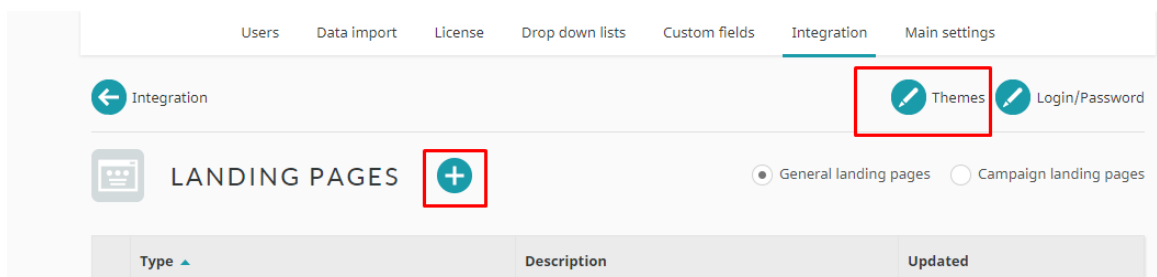 Users Data import License Drop down lists Custom fields Integration Main settings
Integration Themes Login/Password
LANDING PAGES General landing pages Campaign landing pages
Type Description Updated